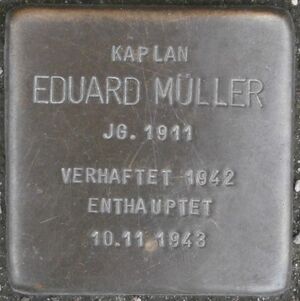 KAPLAN
EDUARD MÜLLER
JG. 1911
VERHAFTET 1942
ENTHAUPTET
10.11.1943